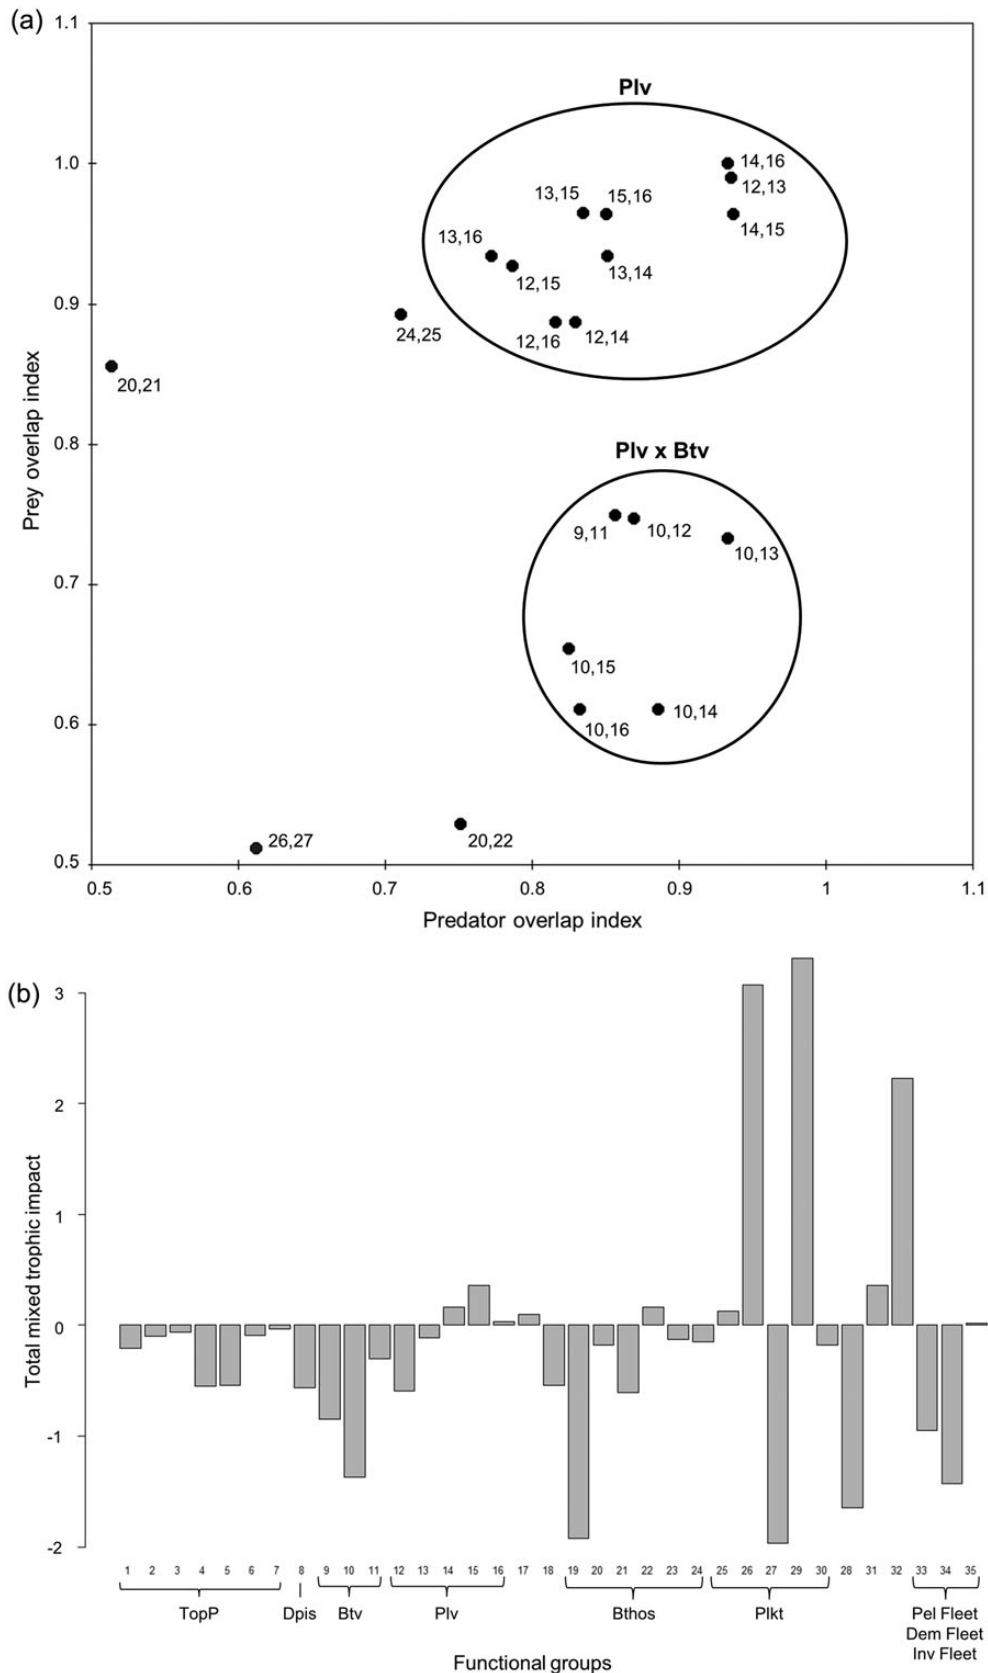 (a)
1.1
Plv
1.0
14,16
12,13
13,15 15,16
14,15
13,16
13,14
12,15
0.9
24,25
12,16 12,14
20,21
0.8
Plv x Btv
Prey overlap index
9,11 10,12
10,13
0.7
10,15
10,14
10,16
0.6
26,27
20,22
0.5
0.5 0.6 0.7 0.8 0.9 1 1.1
Predator overlap index
(b)
3
2
1
0
-1
-2
Total mixed trophic impact
1 2 3 4 5 6 7 8 9 10 11 12 13 14 15 16 17 18 19 20 21 22 23 24 25 26 27 29 30 28 31 32 33 34 35
TopP Dpis Btv Plv Bthos Plkt Pel Fleet
Dem Fleet
Inv Fleet
Functional groups